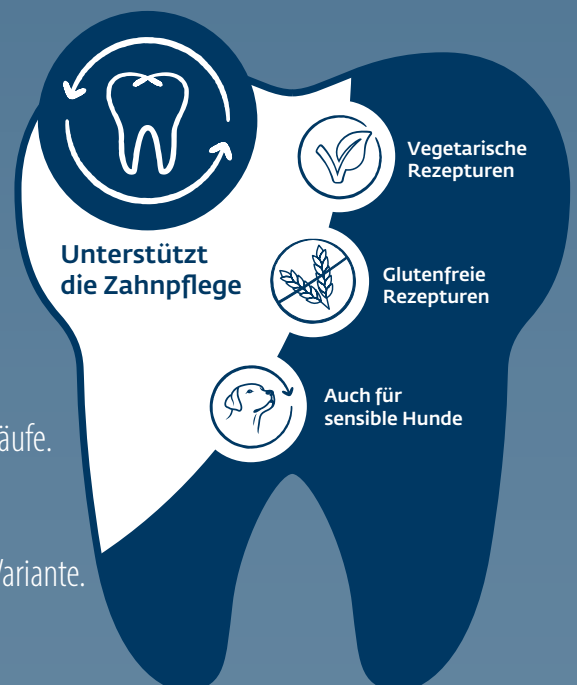 Vegetarische
Rezepturen
Unterstützt
die Zahnpflege
Glutenfreie
Rezepturen
Auch für
sensible Hunde
äufe.
Variante.